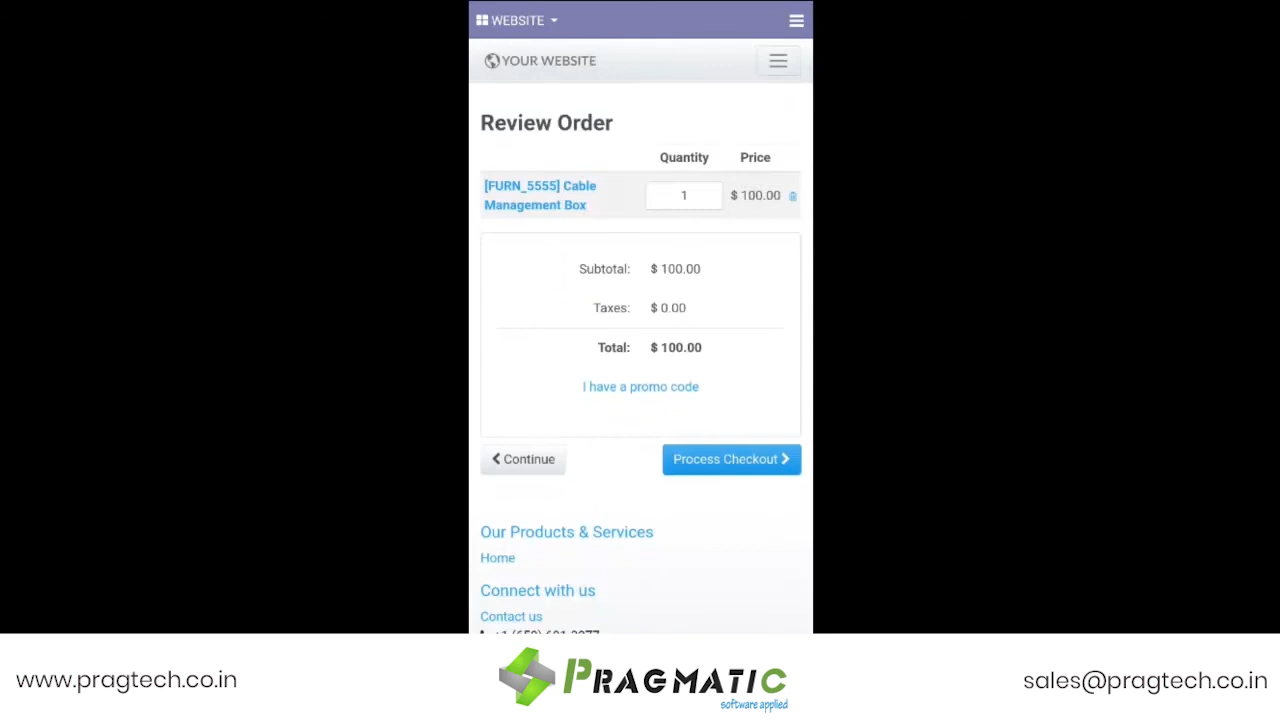 WEBSITE
YOUR WEBSITE
Review Order
Quantity Price
[FURN_5555] Cable
Management Box
1 $ 100.00
Subtotal: $ 100.00
Taxes: $ 0.00
Total: $ 100.00
I have a promo code
Continue Process Checkout
Our Products & Services
Home
Connect with us
Contact us
www.pragtech.co.in
PRAGMATIC
software applied
sales@pragtech.co.in